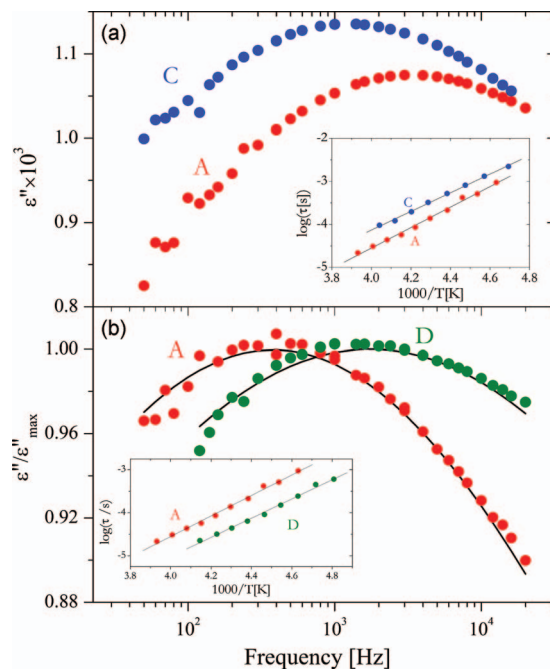 (a)
1.1
C
1.0
A
ε''×10³
0.9
0.8
-2
-3
-4
-5
log(τ[s])
C
A
3.8 4.0 4.2 4.4 4.6 4.8
1000/T[K]
(b)
A
D
1.00
0.96
0.92
0.88
ε''/ε''max
-3
-4
-5
log(τ/s)
A
D
3.8 4.0 4.2 4.4 4.6 4.8
1000/T[K]
10² 10³ 10⁴
Frequency [Hz]